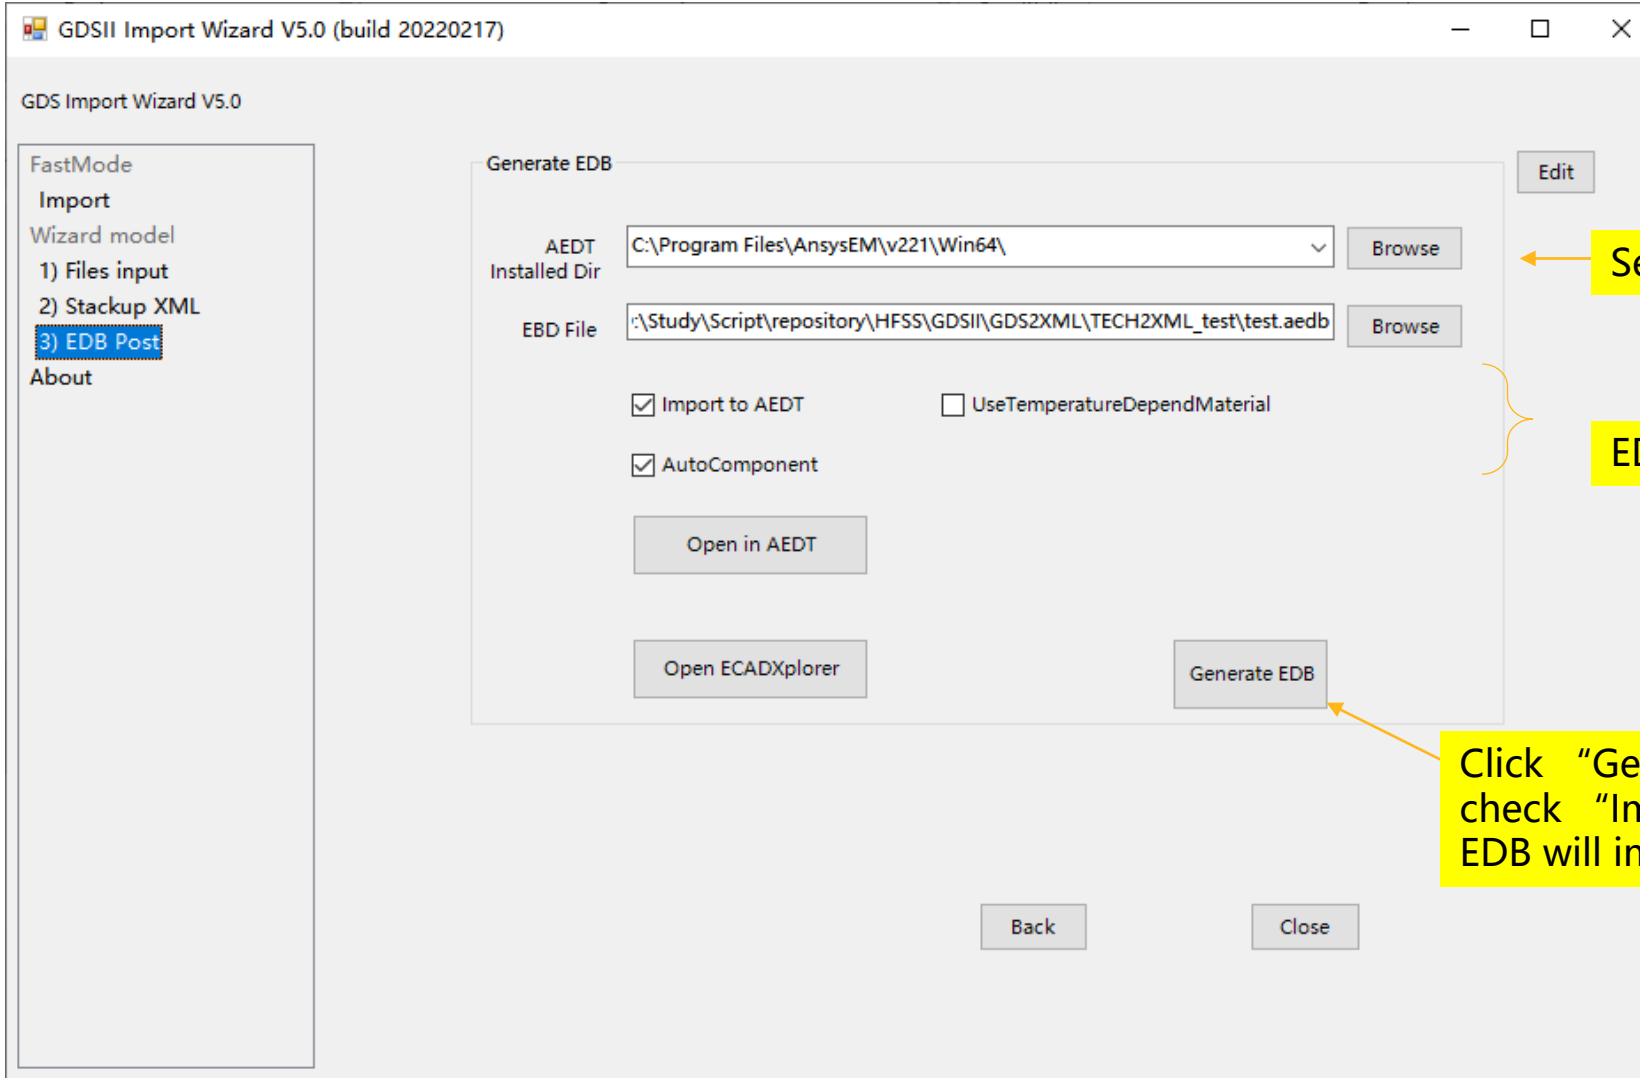 GDSII Import Wizard V5.0 (build 20220217)
GDS Import Wizard V5.0
FastMode
Import
Wizard model
1) Files input
2) Stackup XML
3) EDB Post
About
Generate EDB
Edit
AEDT
Installed Dir
C:\Program Files\AnsysEM\v221\Win64\
Browse
EBD File
:\Study\Script\repository\HFSS\GDSII\GDS2XML\TECH2XML_test\test.aedb
Browse
Import to AEDT
UseTemperatureDependMaterial
AutoComponent
Open in AEDT
Open ECADXplorer
Generate EDB
Click “Ge
check “Im
EDB will im
Back
Close